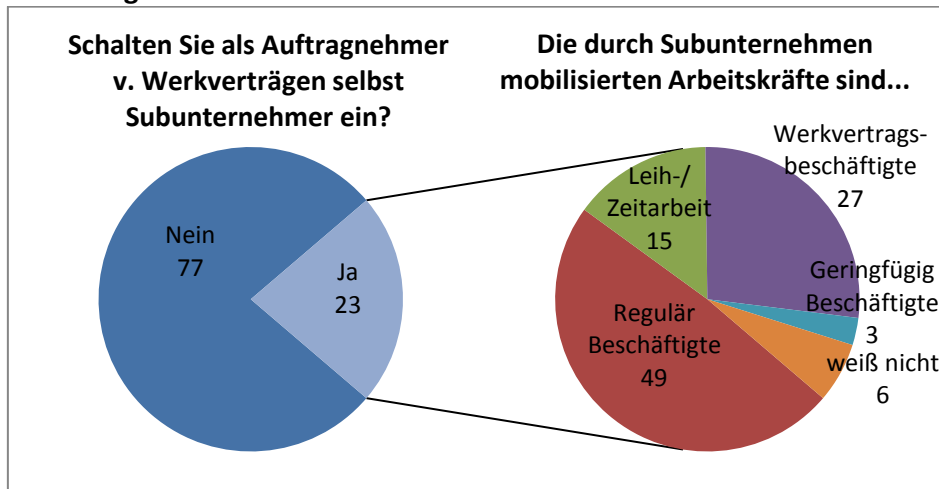 Schalten Sie als Auftragnehmer
v. Werkverträgen selbst
Subunternehmer ein?
Nein
77
Ja
23
Die durch Subunternehmen
mobilisierten Arbeitskräfte sind...
Leih-/
Zeitarbeit
15
Werkvertrags-
beschäftigte
27
Geringfügig
Beschäftigte
3
weiß nicht
6
Regulär
Beschäftigte
49